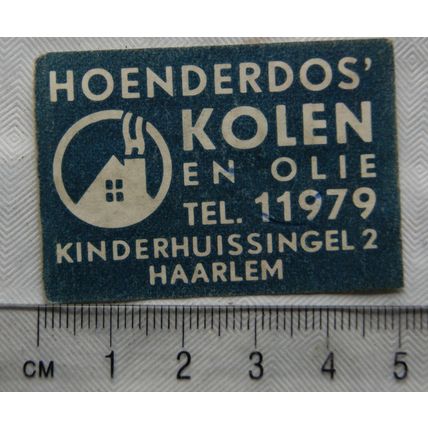 HOENDERDOS'
KOLEN
EN OLIE
TEL. 11979
KINDERHUISSINGEL 2
HAARLEM
CM 1 2 3 4 5